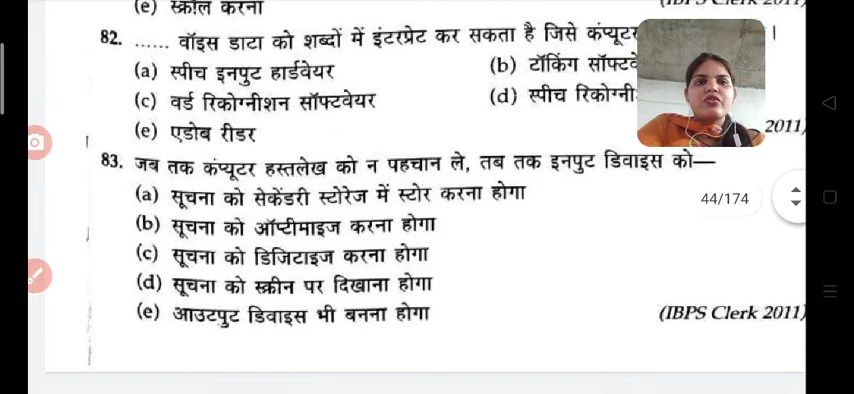 (e) स्क्रॉल करना
82. ...... वॉइस डाटा को शब्दों में इंटरप्रेट कर सकता है जिसे कंप्यूटर ।
(a) स्पीच इनपुट हार्डवेयर (b) टॉकिंग
(c) वर्ड रिकोग्नीशन सॉफ्टवेयर (d) स्पीच
(e) एडोब रीडर 2011)
83. जब तक कंप्यूटर हस्तलेख को न पहचान ले, तब तक इनपुट डिवाइस को—
(a) सूचना को सेकेंडरी स्टोरेज में स्टोर करना होगा
44/174
(b) सूचना को ऑप्टीमाइज करना होगा
(c) सूचना को डिजिटाइज करना होगा
(d) सूचना को स्क्रीन पर दिखाना होगा
(e) आउटपुट डिवाइस भी बनना होगा (IBPS Clerk 2011)